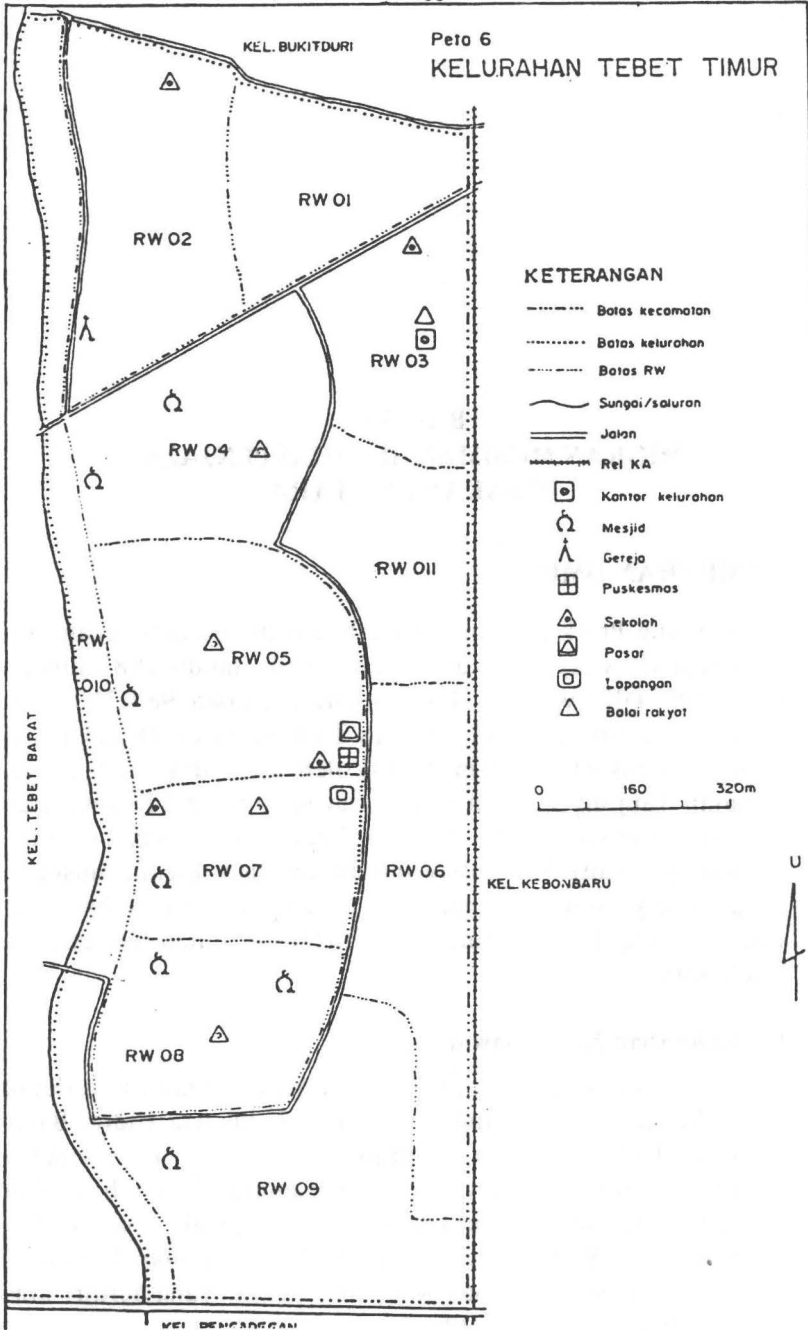 Peta 6
KELURAHAN TEBET TIMUR
KEL. BUKITDURI
RW 01
RW 02
RW 03
RW 04
RW 011
RW 05
RW
010
KEL. TEBET BARAT
RW 07
RW 06
KEL. KEBONBARU
RW 08
RW 09
KEL. PENGADEGAN
KETERANGAN
Batas kecamatan
Batas kelurahan
Batas RW
Sungai/saluran
Jalan
Rel KA
Kantor kelurahan
Mesjid
Gereja
Puskesmas
Sekolah
Pasar
Lapangan
Balai rakyat
0 160 320m
U